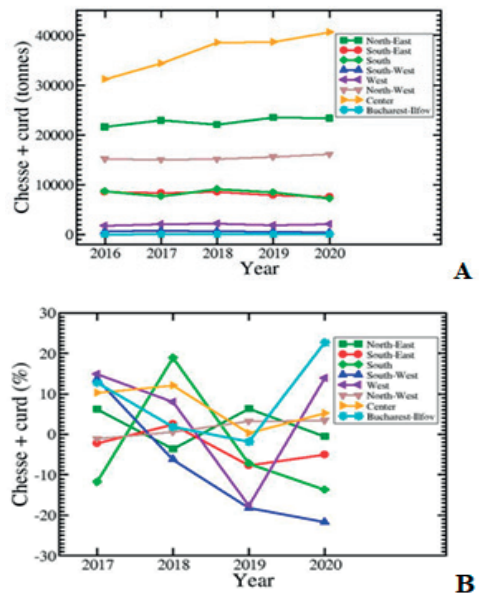 40000
30000
20000
10000
0
Chesse + curd (tonnes)
North-East
South-East
South
South-West
West
North-West
Center
Bucharest-Ilfov
2016 2017 2018 2019 2020
Year
A
30
20
10
0
-10
-20
-30
Chesse + curd (%)
North-East
South-East
South
South-West
West
North-West
Center
Bucharest-Ilfov
2017 2018 2019 2020
Year
B